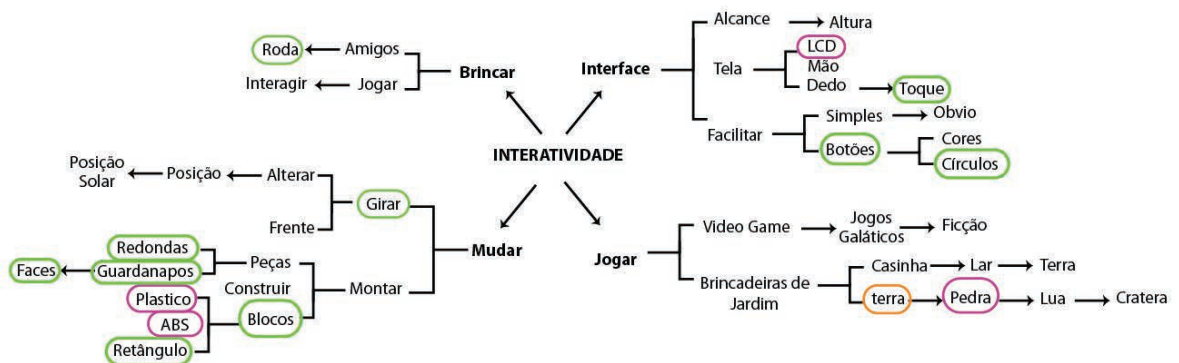 Roda
Amigos
Interagir
Jogar
Brincar
Interface
Alcance
Altura
Tela
LCD
Mão
Dedo
Toque
Facilitar
Simples
Obvio
Botões
Cores
Círculos
INTERATIVIDADE
Posição
Solar
Posição
Alterar
Frente
Girar
Mudar
Redondas
Faces
Guardanapos
Peças
Plastico
ABS
Retângulo
Construir
Blocos
Montar
Jogar
Video Game
Jogos
Galáticos
Ficção
Brincadeiras de
Jardim
Casinha
Lar
Terra
terra
Pedra
Lua
Cratera